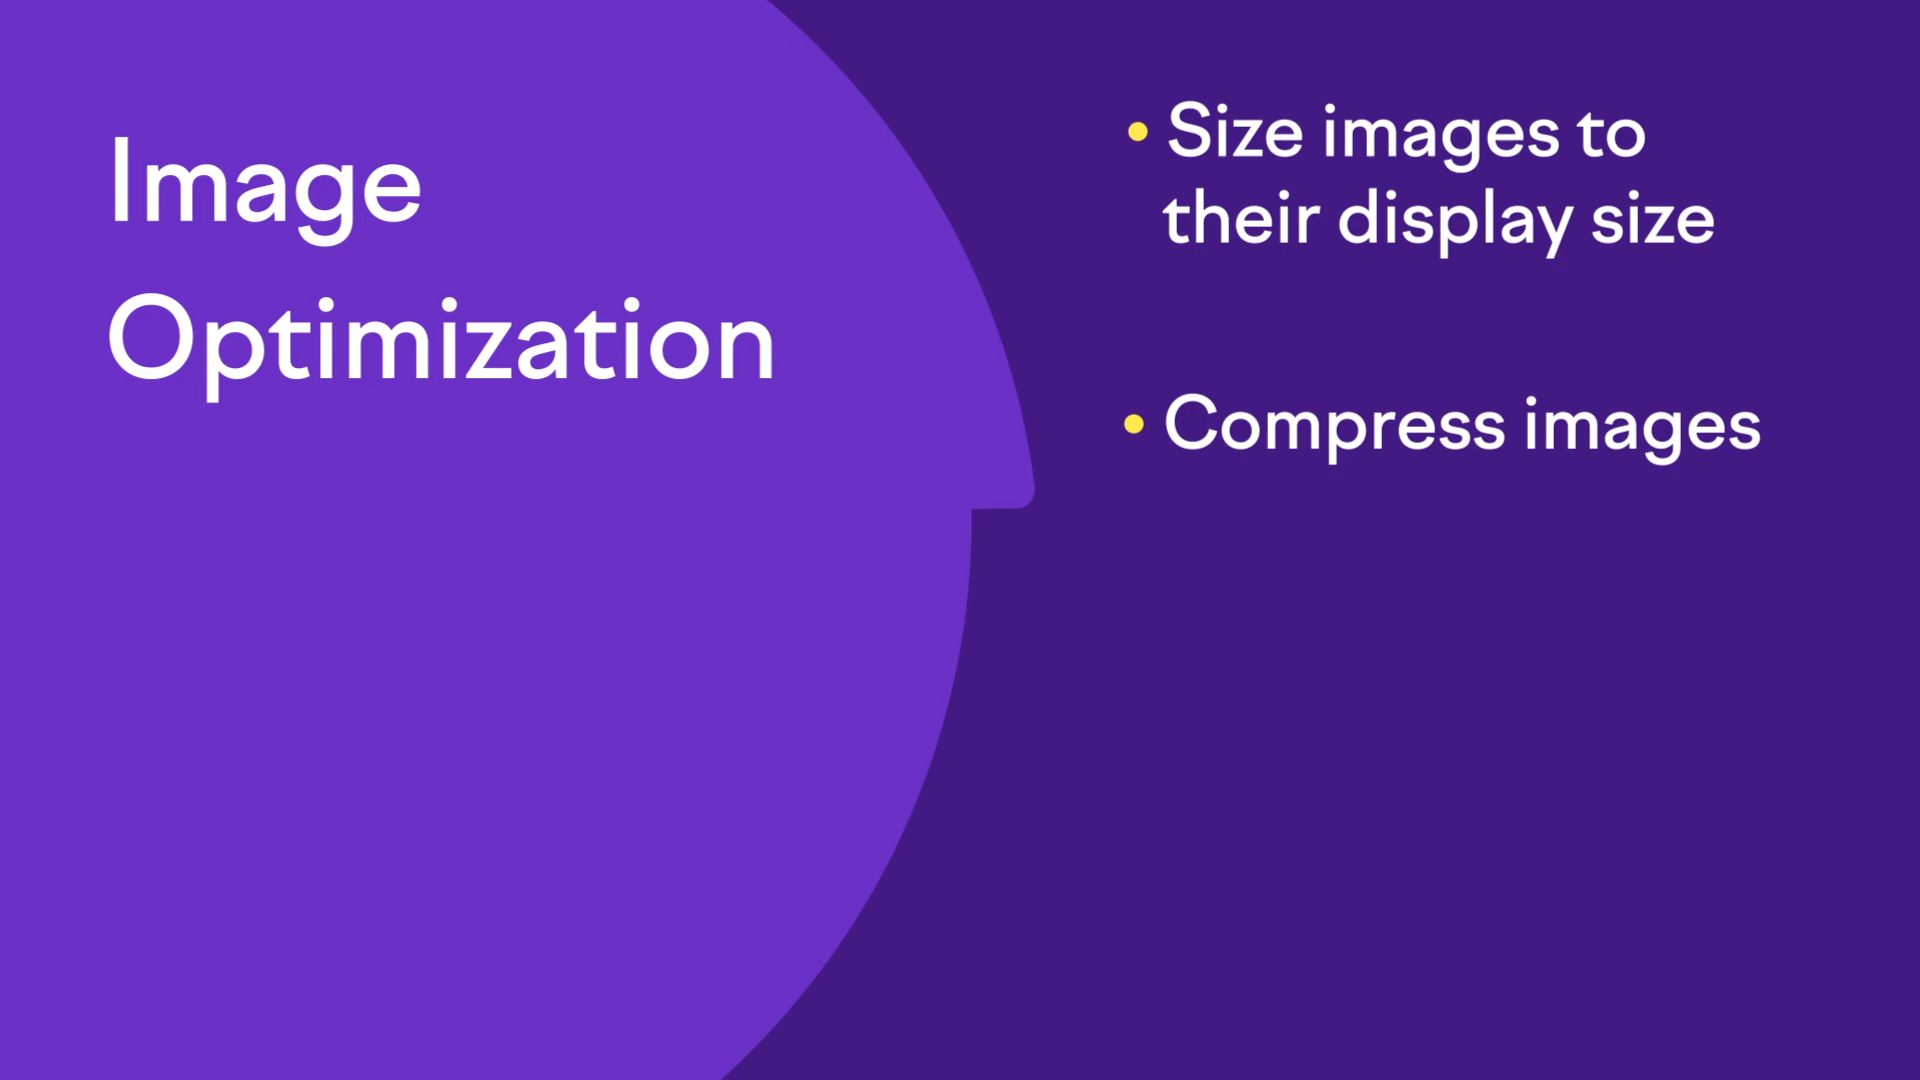 Image
Optimization
• Size images to
their display size
• Compress images